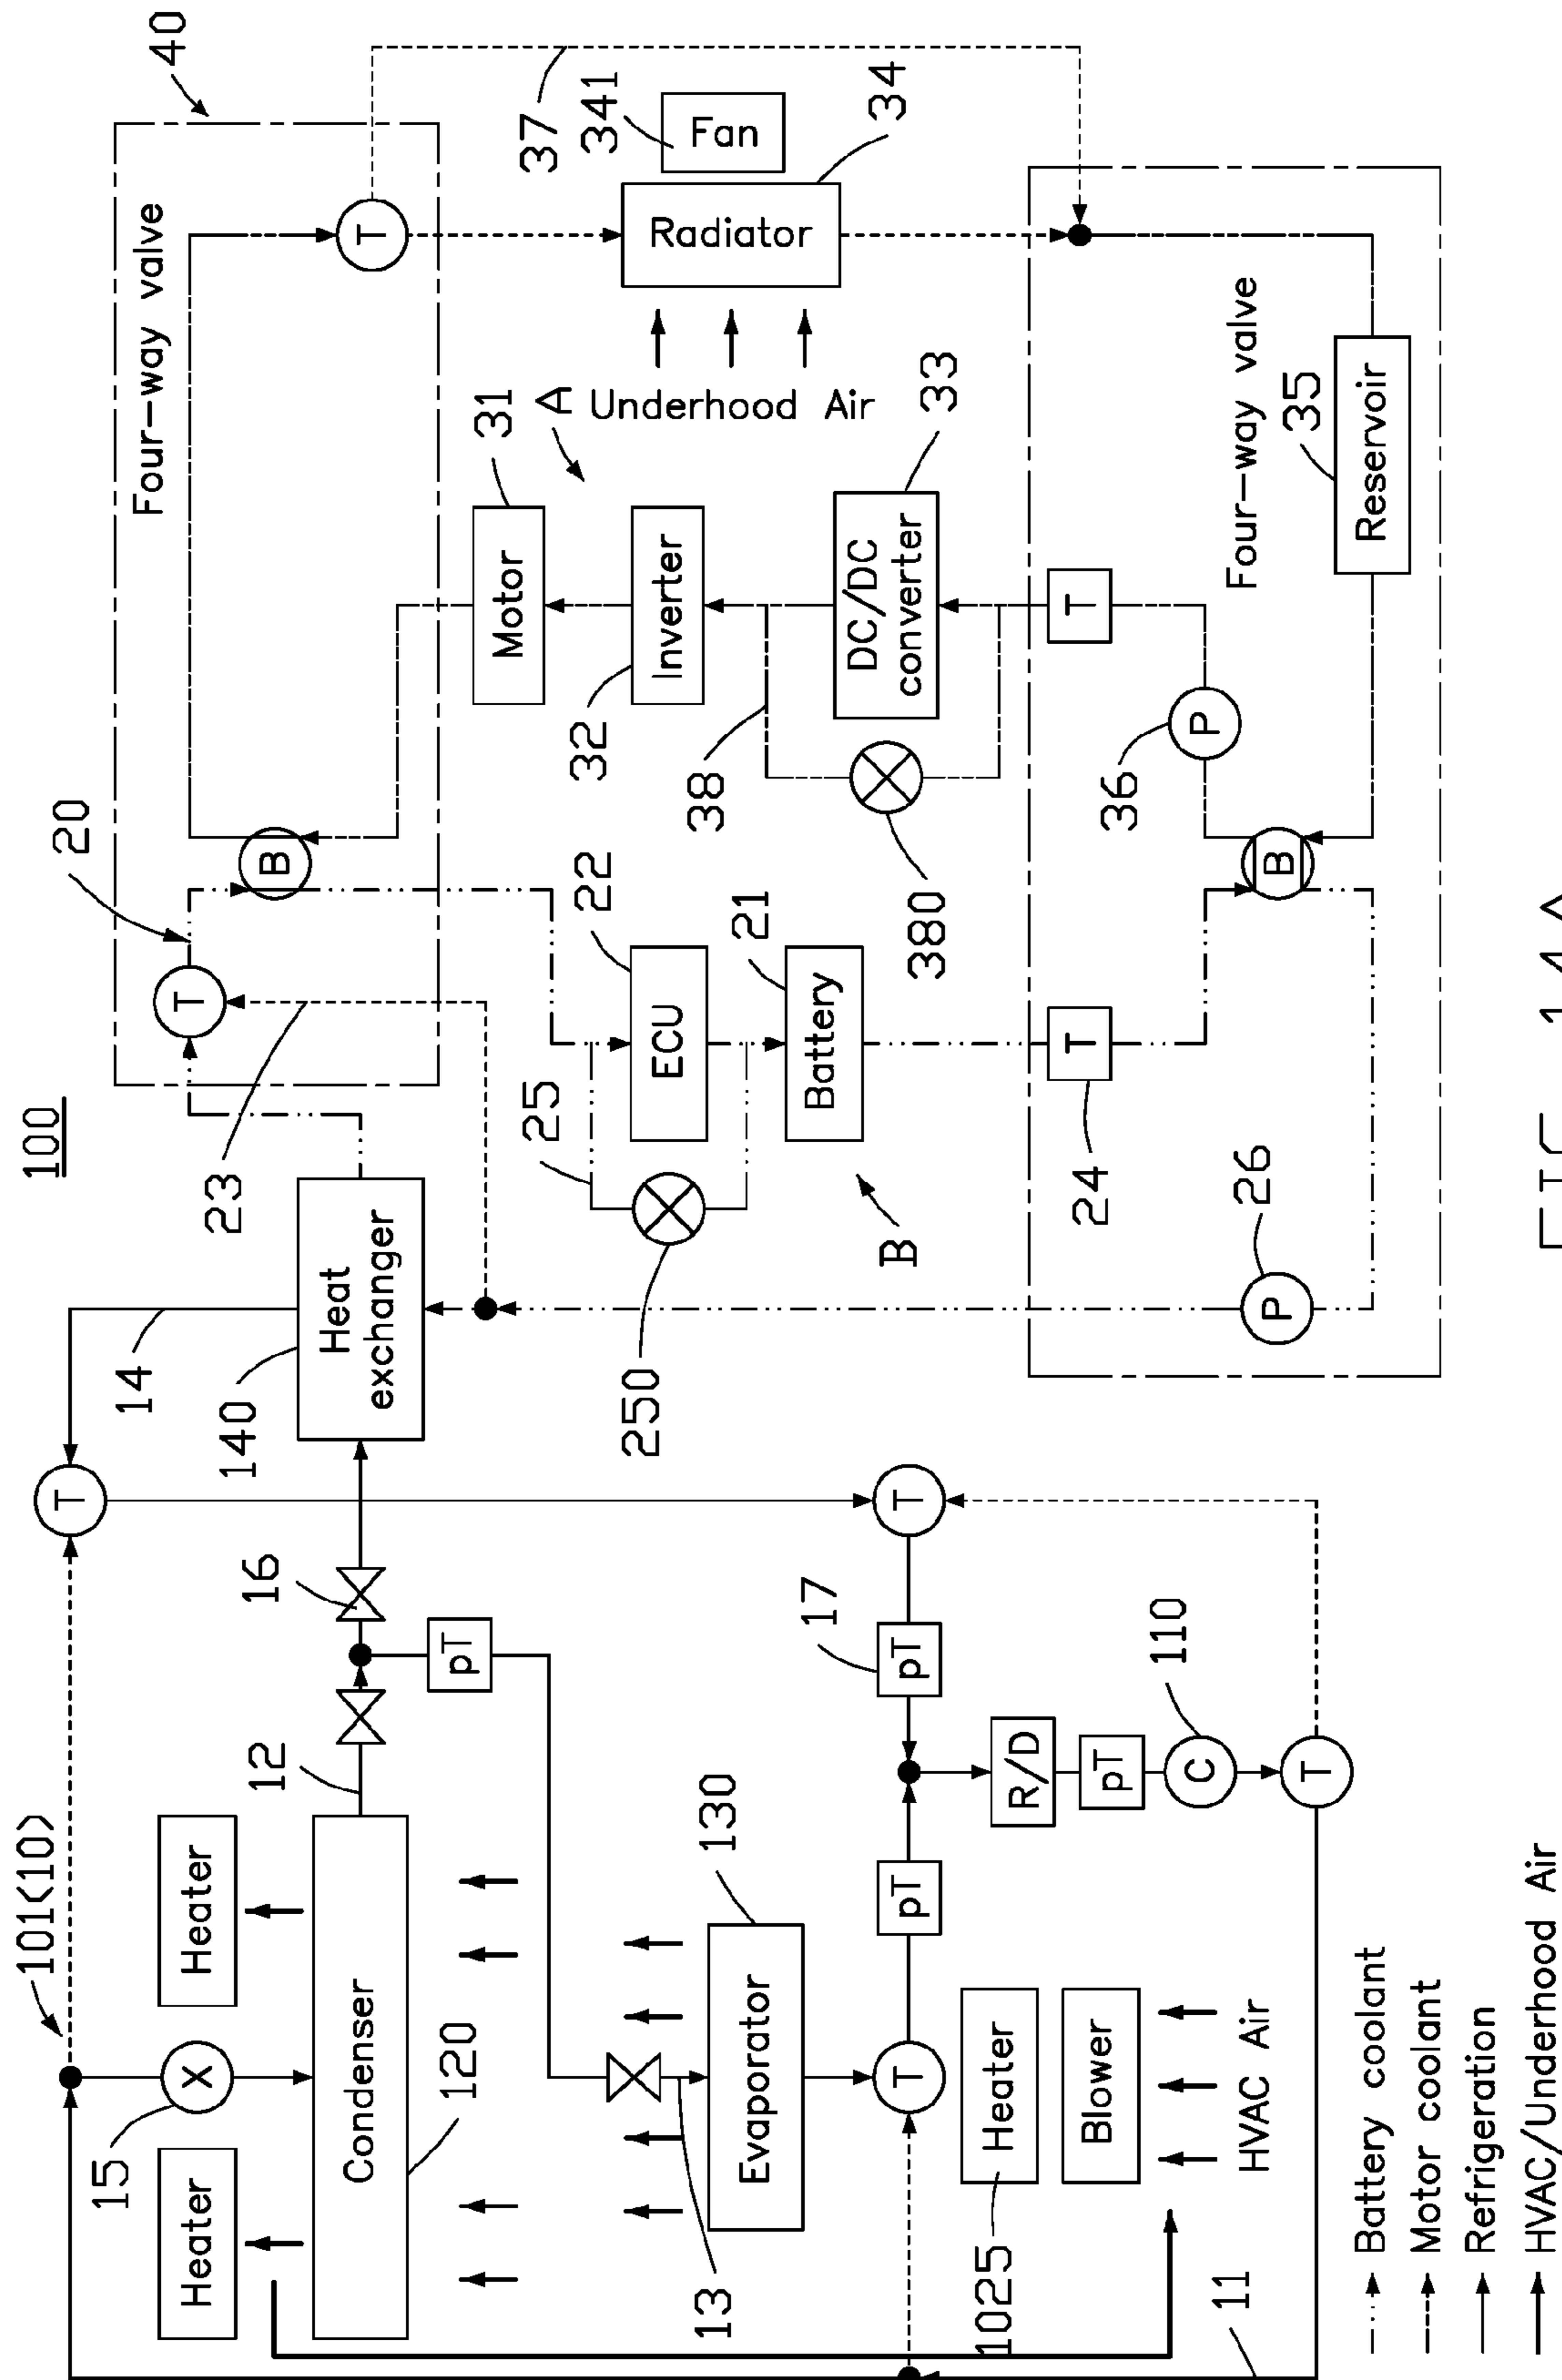 100
40
20
Four-way valve
T
T
B
37
341
Fan
34
Radiator
Underhood Air
A
31
Motor
32
Inverter
33
DC/DC
converter
38
380
T
36
P
Four-way valve
35
Reservoir
B
23
22
ECU
25
250
21
Battery
B
T
24
26
P
14
140
Heat
exchanger
T
16
12
pT
101(10)
15
X
Heater
Heater
Condenser
120
13
130
Evaporator
T
pT
17
pT
T
R/D
pT
110
C
T
1025
Heater
Blower
HVAC Air
11
Battery coolant
Motor coolant
Refrigeration
HVAC/Underhood Air